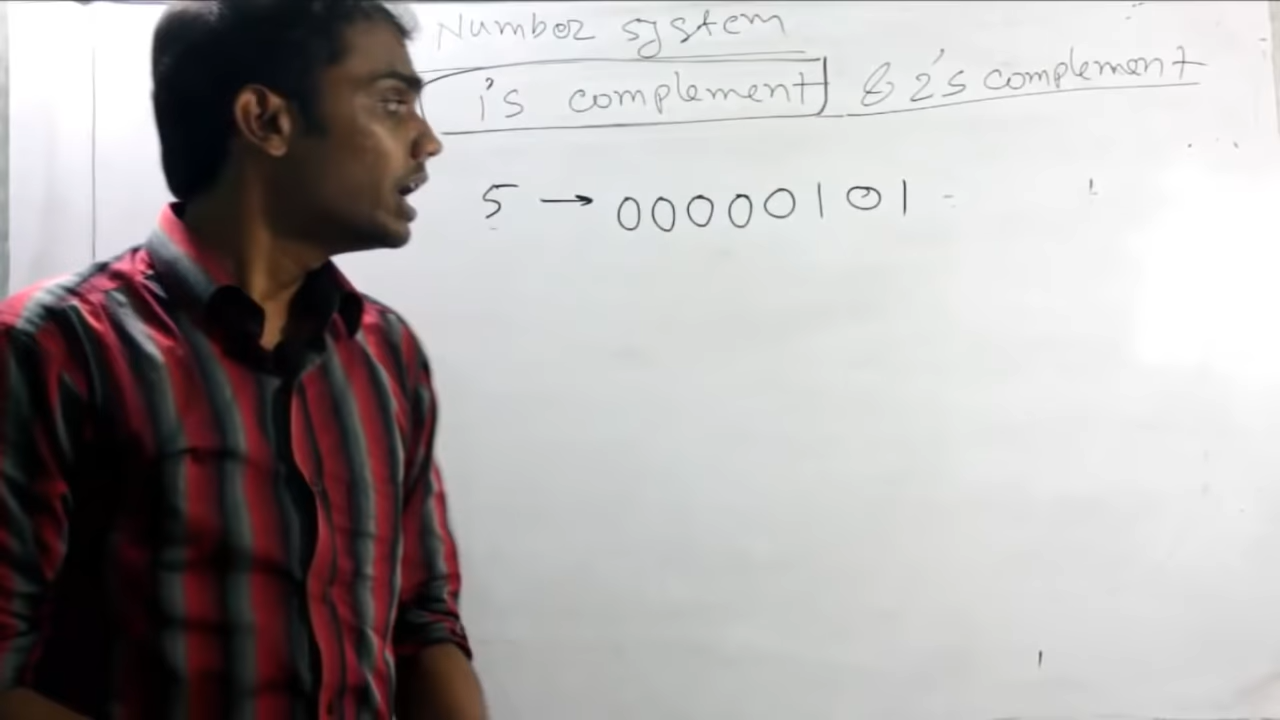 Number system
1's complement & 2's complement
5 → 00000101